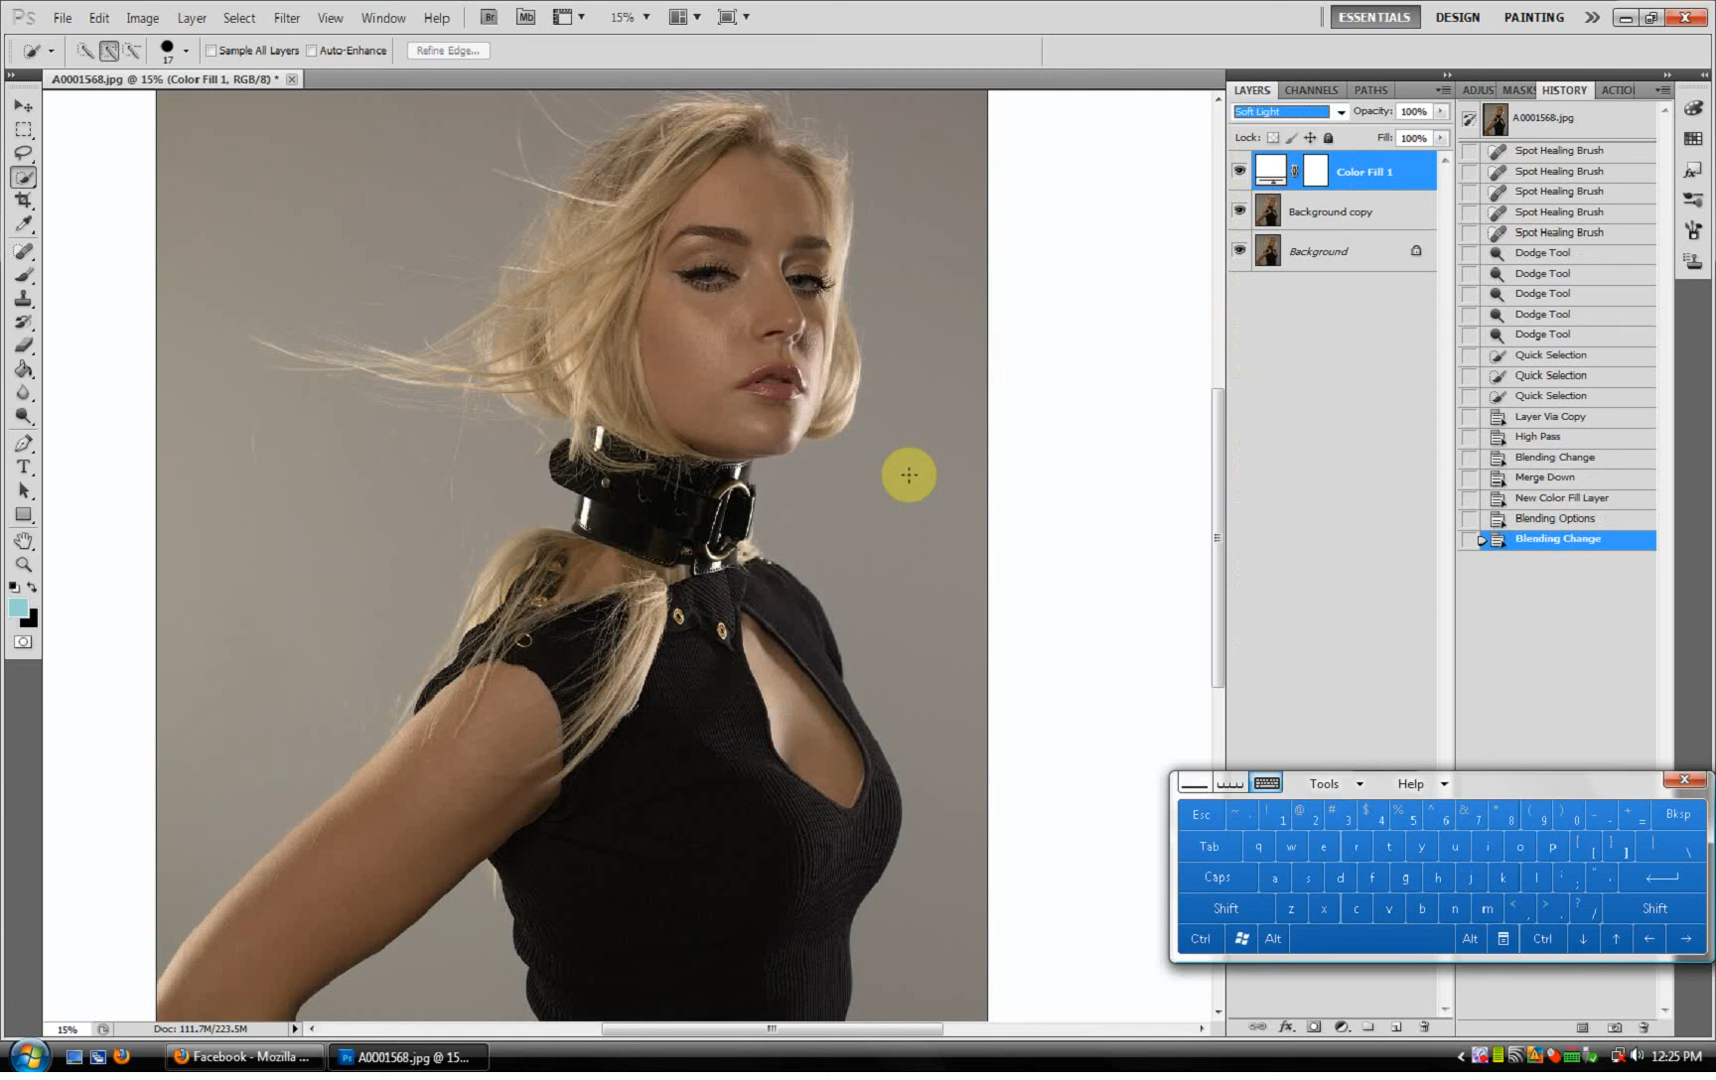 Ps File Edit Image Layer Select Filter View Window Help Br Mb 15% ESSENTIALS DESIGN PAINTING
17 Sample All Layers Auto-Enhance Refine Edge...
A0001568.jpg @ 15% (Color Fill 1, RGB/8) *
LAYERS CHANNELS PATHS
Soft Light Opacity: 100%
Lock: Fill: 100%
Color Fill 1
Background copy
Background
ADJUS MASKS HISTORY ACTIO
A0001568.jpg
Spot Healing Brush
Spot Healing Brush
Spot Healing Brush
Spot Healing Brush
Spot Healing Brush
Dodge Tool
Dodge Tool
Dodge Tool
Dodge Tool
Dodge Tool
Quick Selection
Quick Selection
Quick Selection
Layer Via Copy
High Pass
Blending Change
Merge Down
New Color Fill Layer
Blending Options
Blending Change
Tools Help
Esc ~ ! 1 @ 2 # 3 $ 4 % 5 ^ 6 & 7 * 8 ( 9 ) 0 _ - + = Bksp
Tab q w e r t y u i o p { [ } ] | \
Caps a s d f g h j k l : ; " '
Shift z x c v b n m < , > . ? / Shift
Ctrl Alt Alt Ctrl
15% Doc: 111.7M/223.5M
Facebook - Mozilla ... A0001568.jpg @ 15... 12:25 PM